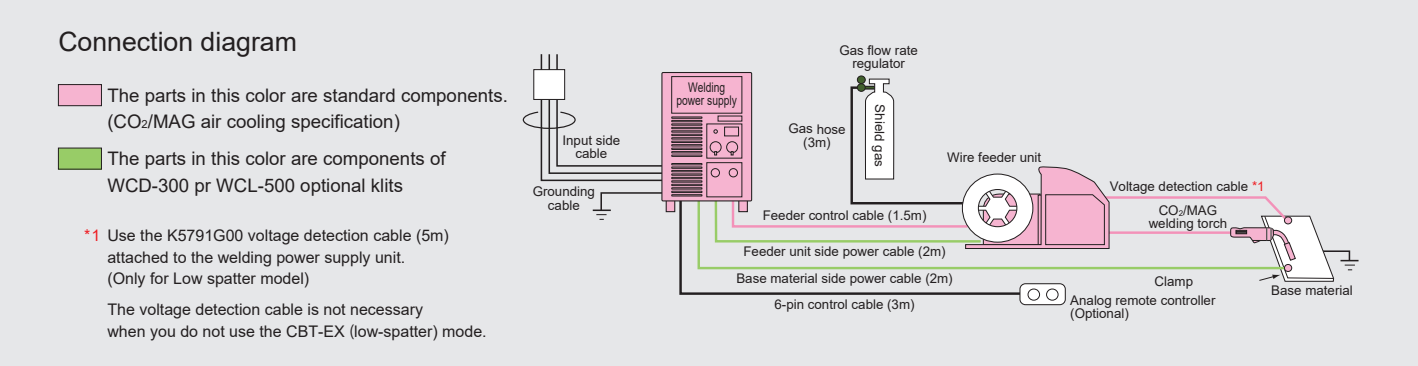 Connection diagram
The parts in this color are standard components.
(CO2/MAG air cooling specification)
The parts in this color are components of
WCD-300 pr WCL-500 optional klits
*1 Use the K5791G00 voltage detection cable (5m)
attached to the welding power supply unit.
(Only for Low spatter model)
The voltage detection cable is not necessary
when you do not use the CBT-EX (low-spatter) mode.
Input side
cable
Grounding
cable
Welding
power supply
Gas flow rate
regulator
Shield gas
Gas hose
(3m)
Wire feeder unit
Voltage detection cable *1
CO2/MAG
welding torch
Feeder control cable (1.5m)
Feeder unit side power cable (2m)
Base material side power cable (2m)
6-pin control cable (3m)
Clamp
Base material
Analog remote controller
(Optional)